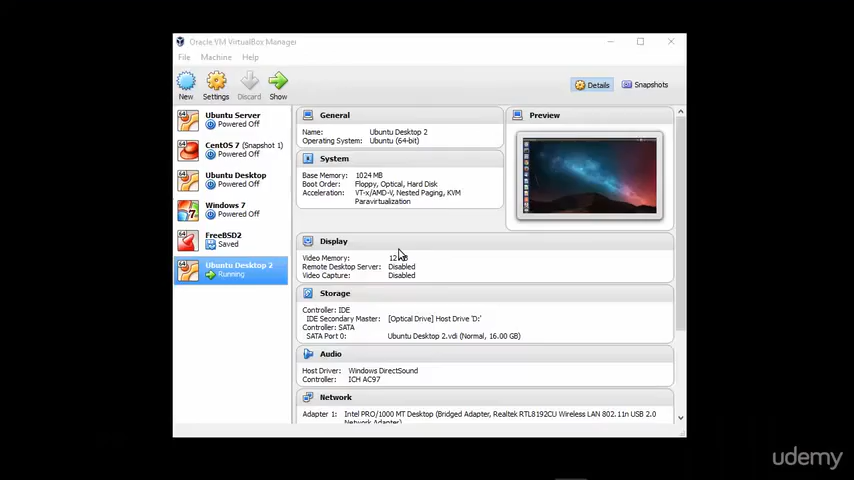 Oracle VM VirtualBox Manager
File Machine Help
New Settings Discard Show
Details Snapshots
Ubuntu Server
Powered Off
CentOS 7 (Snapshot 1)
Powered Off
Ubuntu Desktop
Powered Off
Windows 7
Powered Off
FreeBSD2
Saved
Ubuntu Desktop 2
Running
General
Name: Ubuntu Desktop 2
Operating System: Ubuntu (64-bit)
Preview
System
Base Memory: 1024 MB
Boot Order: Floppy, Optical, Hard Disk
Acceleration: VT-x/AMD-V, Nested Paging, KVM
Paravirtualization
Display
Video Memory:
Remote Desktop Server: Disabled
Video Capture: Disabled
Storage
Controller: IDE
IDE Secondary Master: [Optical Drive] Host Drive 'D:'
Controller: SATA
SATA Port 0: Ubuntu Desktop 2.vdi (Normal, 16.00 GB)
Audio
Host Driver: Windows DirectSound
Controller: ICH AC97
Network
Adapter 1: Intel PRO/1000 MT Desktop (Bridged Adapter, Realtek RTL8192CU Wireless LAN 802.11n USB 2.0
Network Adapter)
udemy